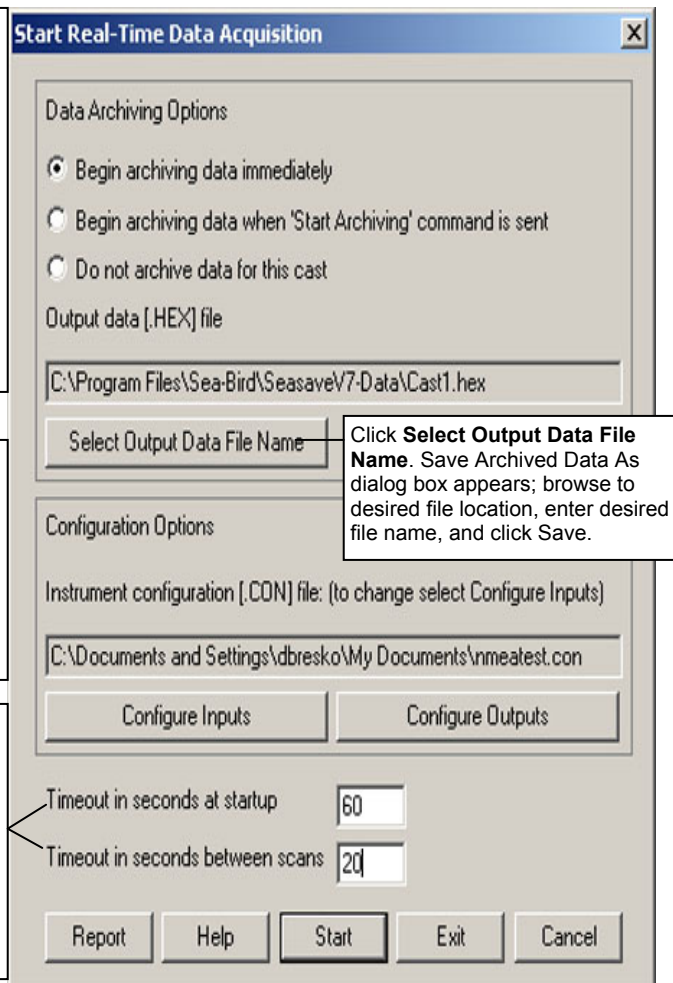 Start Real-Time Data Acquisition
Data Archiving Options
Begin archiving data immediately
Begin archiving data when 'Start Archiving' command is sent
Do not archive data for this cast
Output data [.HEX] file
C:\Program Files\Sea-Bird\SeasaveV7-Data\Cast1.hex
Select Output Data File Name
Click Select Output Data File
Name. Save Archived Data As
dialog box appears; browse to
desired file location, enter desired
file name, and click Save.
Configuration Options
Instrument configuration [.CON] file: (to change select Configure Inputs)
C:\Documents and Settings\dbresko\My Documents\nmeatest.con
Configure Inputs
Configure Outputs
Timeout in seconds at startup
60
Timeout in seconds between scans
20
Report
Help
Start
Exit
Cancel